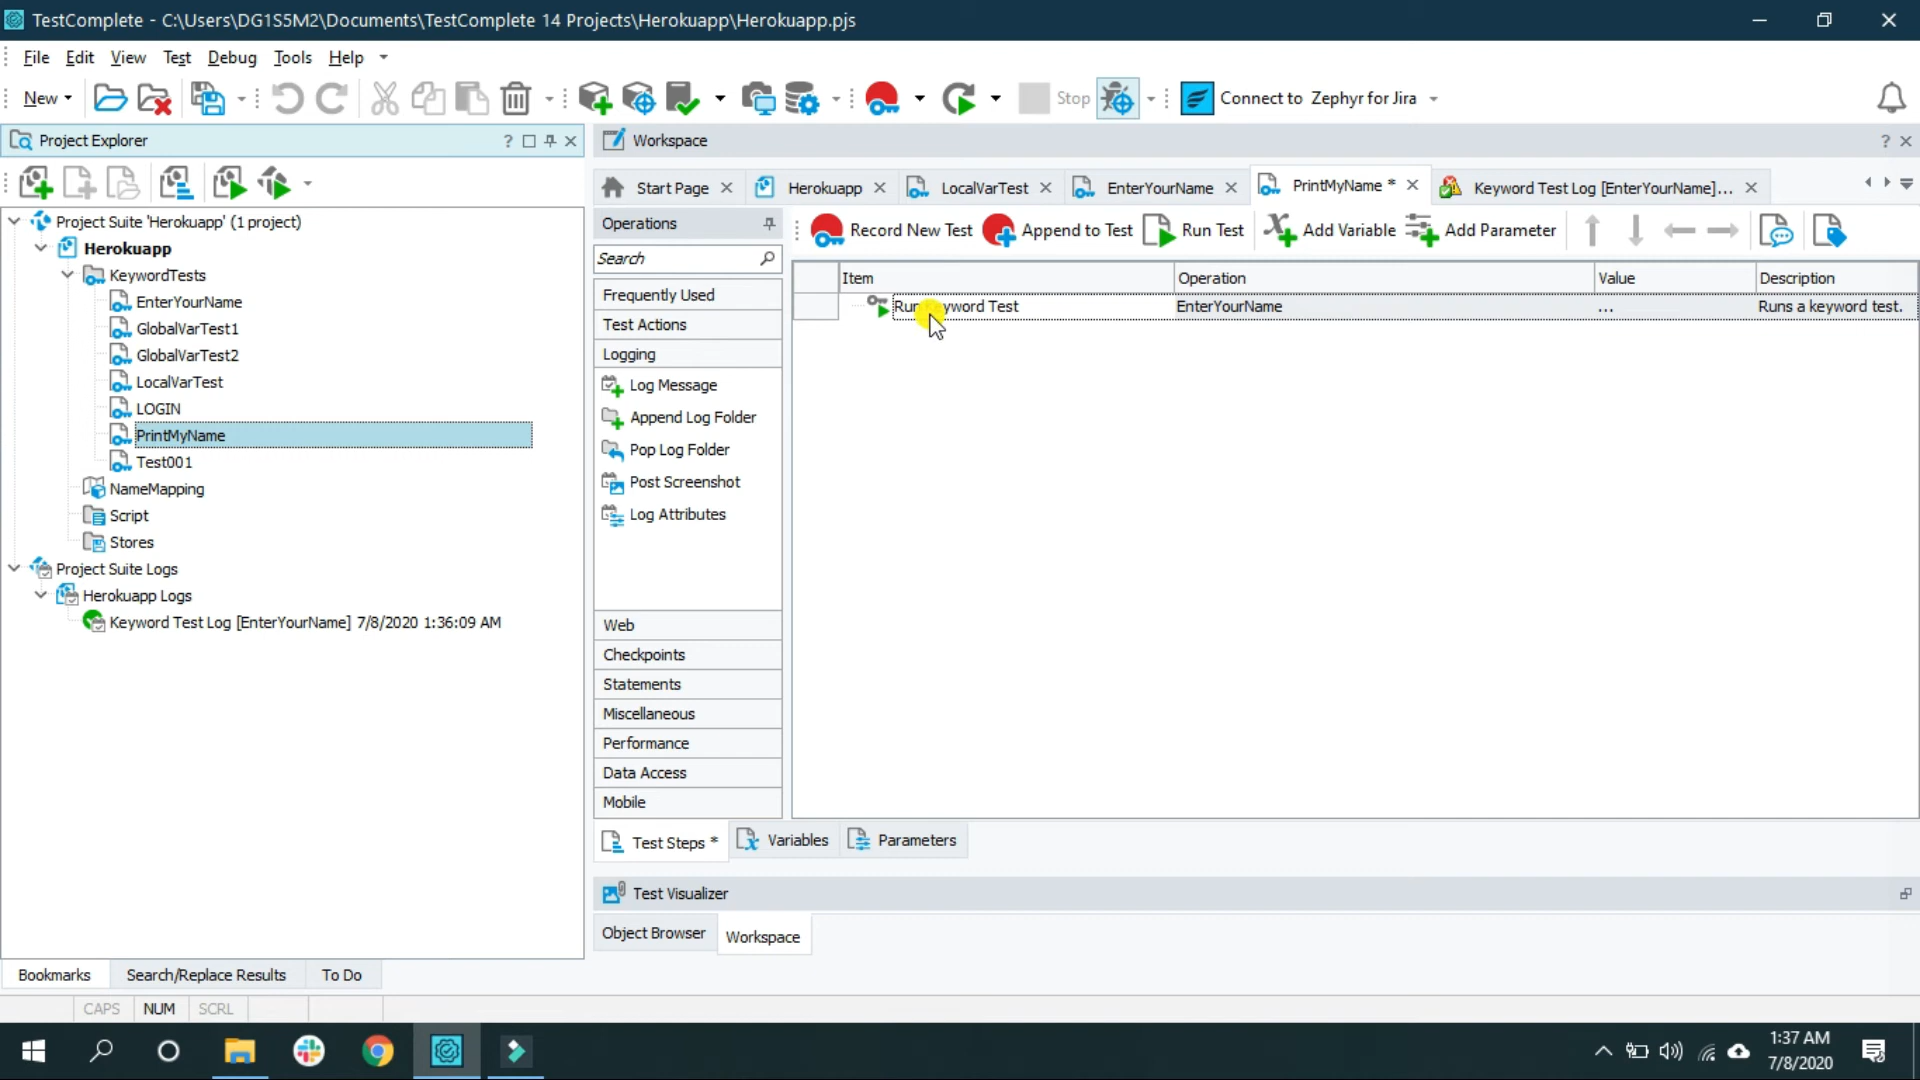 TestComplete - C:\Users\DG1S5M2\Documents\TestComplete 14 Projects\Herokuapp\Herokuapp.pjs
File Edit View Test Debug Tools Help
New Stop Connect to Zephyr for Jira
Project Explorer ?
Project Suite 'Herokuapp' (1 project)
Herokuapp
KeywordTests
EnterYourName
GlobalVarTest1
GlobalVarTest2
LocalVarTest
LOGIN
PrintMyName
Test001
NameMapping
Script
Stores
Project Suite Logs
Herokuapp Logs
Keyword Test Log [EnterYourName] 7/8/2020 1:36:09 AM
Bookmarks Search/Replace Results To Do
Workspace ?
Start Page Herokuapp LocalVarTest EnterYourName PrintMyName * Keyword Test Log [EnterYourName]...
Operations
Search
Frequently Used
Test Actions
Logging
Log Message
Append Log Folder
Pop Log Folder
Post Screenshot
Log Attributes
Web
Checkpoints
Statements
Miscellaneous
Performance
Data Access
Mobile
Record New Test Append to Test Run Test Add Variable Add Parameter
Item Operation Value Description
Run Keyword Test EnterYourName ... Runs a keyword test.
Test Steps * Variables Parameters
Test Visualizer
Object Browser Workspace
CAPS NUM SCRL
1:37 AM
7/8/2020